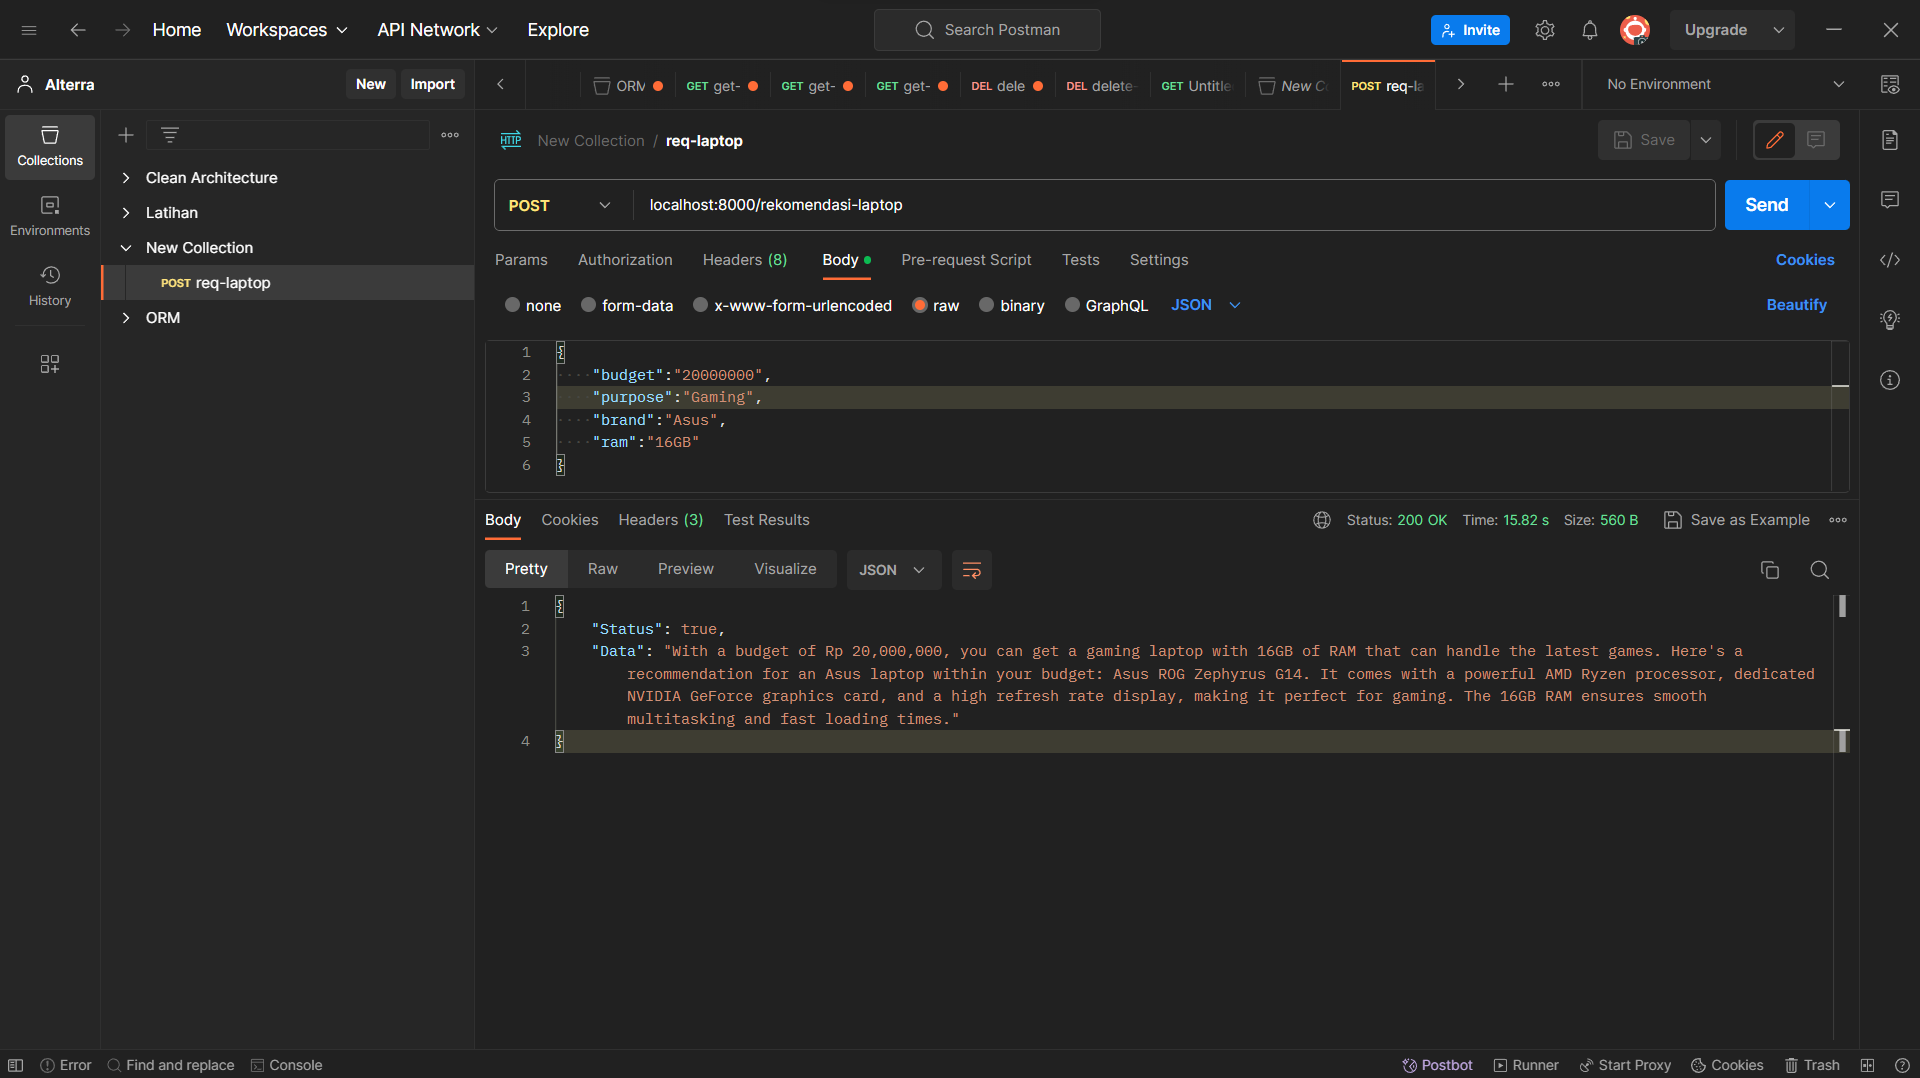 Home Workspaces API Network Explore Search Postman Invite Upgrade
Alterra New Import ORM GET get- GET get- GET get- DEL dele DEL delete- GET Untitle New C POST req-la No Environment
Collections
Environments
History
Clean Architecture
Latihan
New Collection
POST req-laptop
ORM
HTTP New Collection / req-laptop Save
POST localhost:8000/rekomendasi-laptop Send
Params Authorization Headers (8) Body Pre-request Script Tests Settings Cookies
none form-data x-www-form-urlencoded raw binary GraphQL JSON Beautify
1 {
2 "budget":"20000000",
3 "purpose":"Gaming",
4 "brand":"Asus",
5 "ram":"16GB"
6 }
Body Cookies Headers (3) Test Results Status: 200 OK Time: 15.82 s Size: 560 B Save as Example
Pretty Raw Preview Visualize JSON
1 {
2 "Status": true,
3 "Data": "With a budget of Rp 20,000,000, you can get a gaming laptop with 16GB of RAM that can handle the latest games. Here's a
recommendation for an Asus laptop within your budget: Asus ROG Zephyrus G14. It comes with a powerful AMD Ryzen processor, dedicated
NVIDIA GeForce graphics card, and a high refresh rate display, making it perfect for gaming. The 16GB RAM ensures smooth
multitasking and fast loading times."
4 }
Error Find and replace Console Postbot Runner Start Proxy Cookies Trash